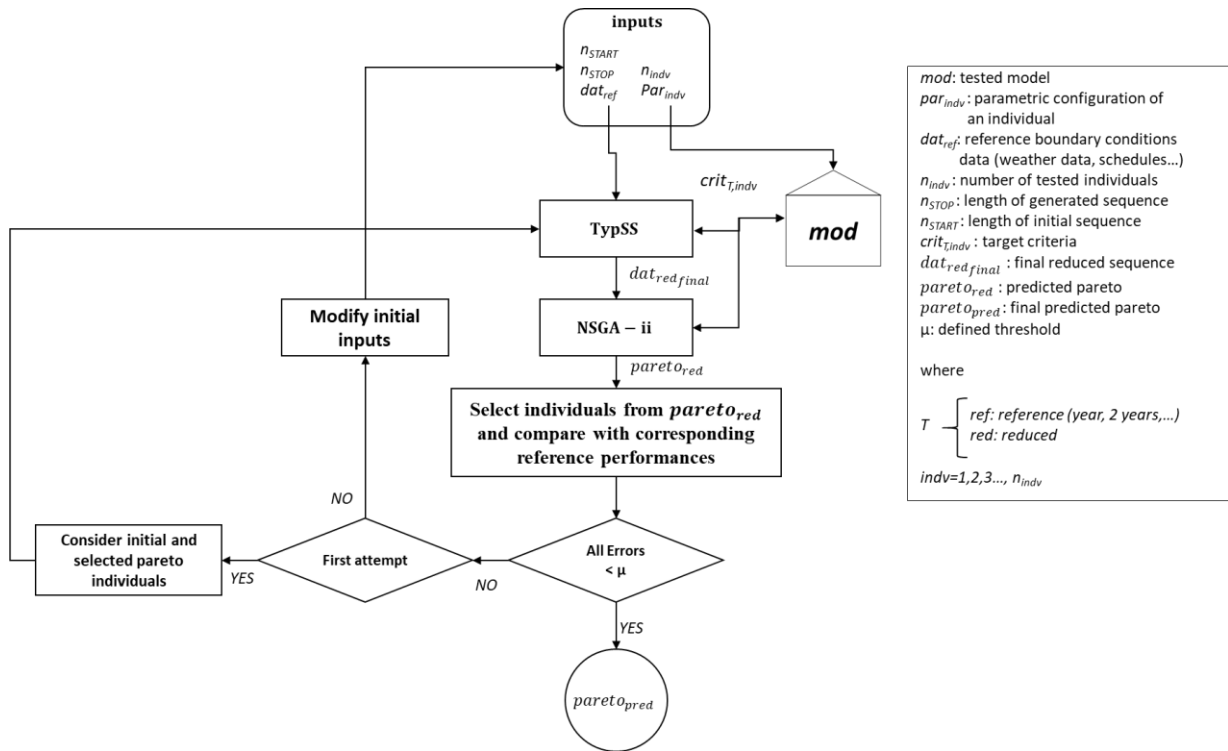 inputs
n_START
n_STOP n_indv
dat_ref Par_indv
crit_T,indv
TypSS
mod
dat_red_final
Modify initial
inputs
NSGA – ii
pareto_red
Select individuals from pareto_red
and compare with corresponding
reference performances
NO
Consider initial and
selected pareto
individuals
YES
First attempt
NO
All Errors
< μ
YES
pareto_pred
mod: tested model
par_indv : parametric configuration of
an individual
dat_ref: reference boundary conditions
data (weather data, schedules...)
n_indv : number of tested individuals
n_STOP : length of generated sequence
n_START : length of initial sequence
crit_T,indv : target criteria
dat_red_final : final reduced sequence
pareto_red : predicted pareto
pareto_pred : final predicted pareto
μ: defined threshold
where
T { ref: reference (year, 2 years,...)
red: reduced
indv=1,2,3..., n_indv